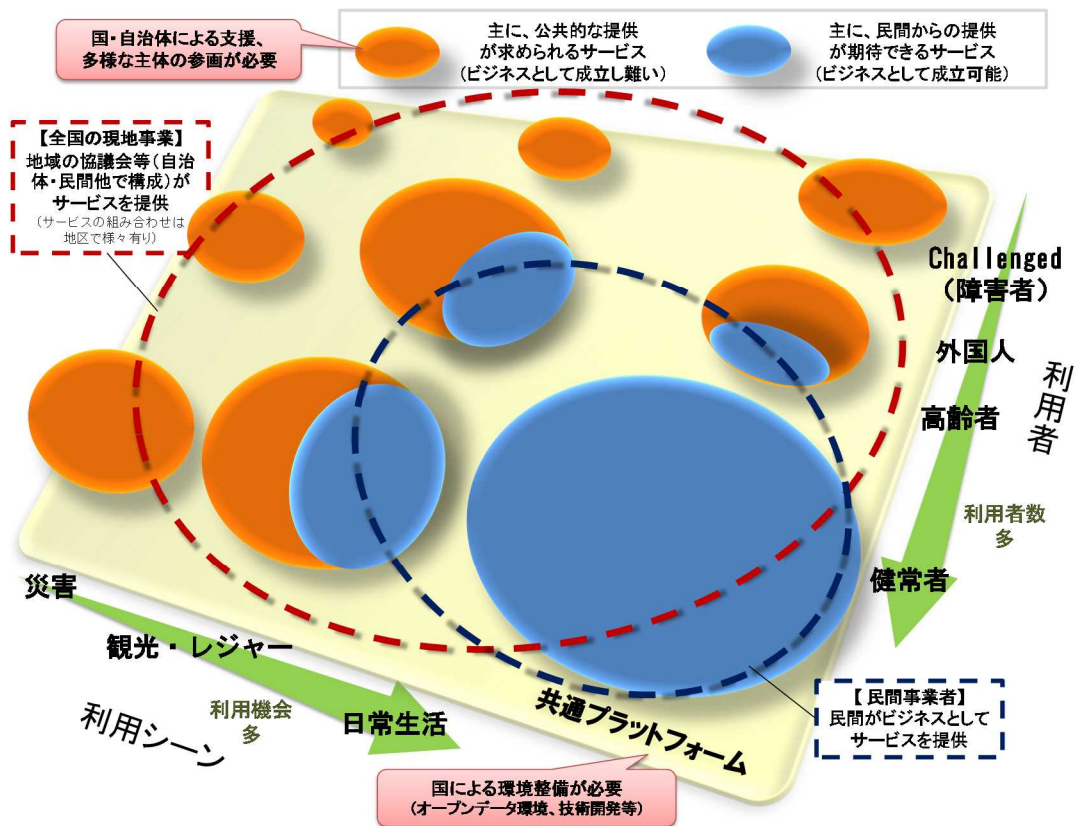 国・自治体による支援、
多様な主体の参画が必要
主に、公共的な提供
が求められるサービス
(ビジネスとして成立し難い)
主に、民間からの提供
が期待できるサービス
(ビジネスとして成立可能)
【全国の現地事業】
地域の協議会等(自治
体・民間他で構成)が
サービスを提供
(サービスの組み合わせは
地区で様々有り)
Challenged
(障害者)
外国人
高齢者
健常者
利用者
利用者数
多
災害
観光・レジャー
日常生活
利用シーン
利用機会
多
共通プラットフォーム
【民間事業者】
民間がビジネスとして
サービスを提供
国による環境整備が必要
(オープンデータ環境、技術開発等)